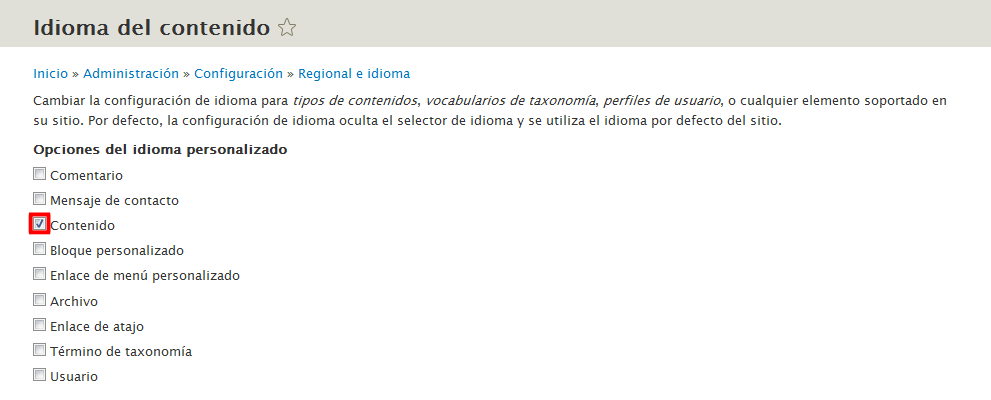 Idioma del contenido
Inicio » Administración » Configuración » Regional e idioma
Cambiar la configuración de idioma para tipos de contenidos, vocabularios de taxonomía, perfiles de usuario, o cualquier elemento soportado en
su sitio. Por defecto, la configuración de idioma oculta el selector de idioma y se utiliza el idioma por defecto del sitio.
Opciones del idioma personalizado
Comentario
Mensaje de contacto
Contenido
Bloque personalizado
Enlace de menú personalizado
Archivo
Enlace de atajo
Término de taxonomía
Usuario